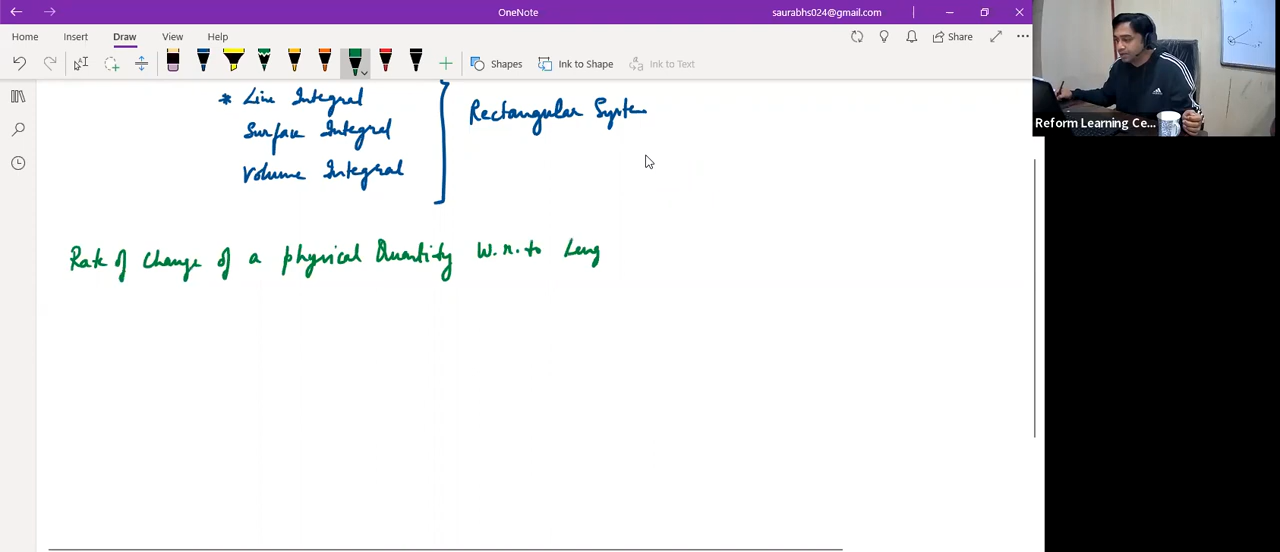 OneNote
saurabhs024@gmail.com
Home Insert Draw View Help
Share
Shapes Ink to Shape Ink to Text
* Line Integral
Surface Integral
Volume Integral
Rectangular System
Rate of change of a physical Quantity W.r.to Leng
Reform Learning Ce...